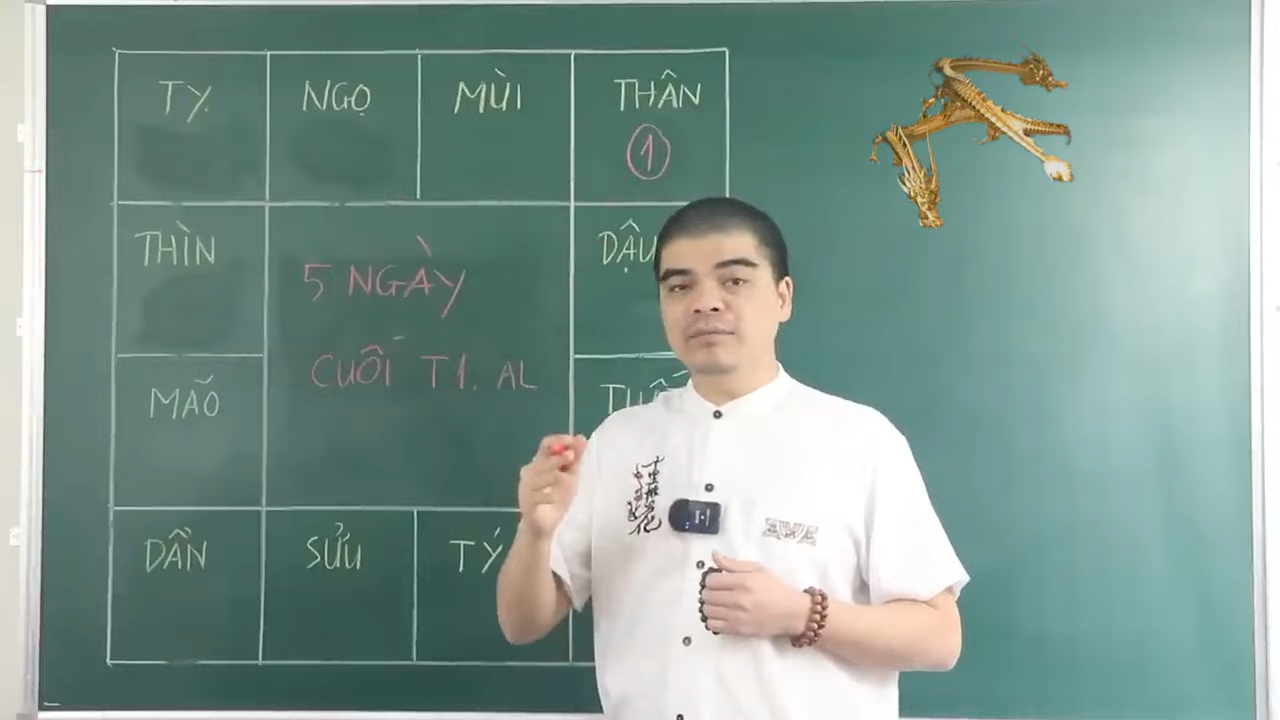 TỴ NGỌ MÙI THÂN
1
THÌN DẬU
5 NGÀY
CUỐI T1. AL
MÃO
DẦN SỬU TÝ